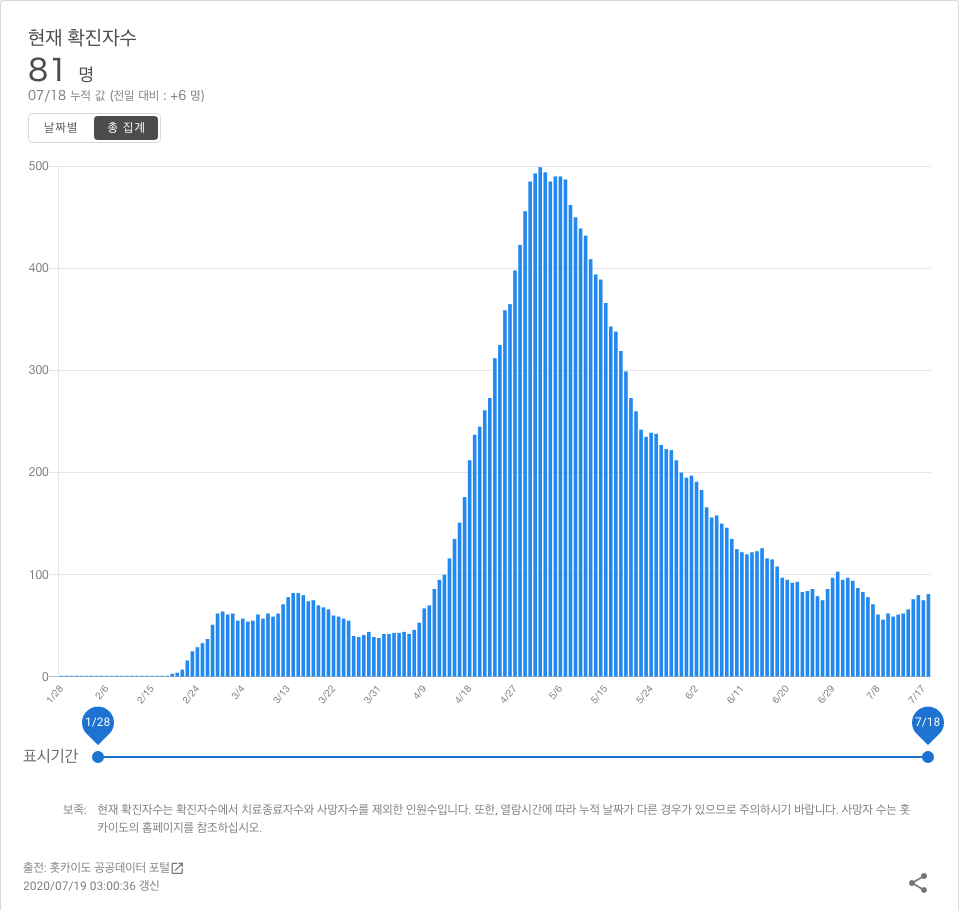 현재 확진자수
81 명
07/18 누적 값 (전일 대비 : +6 명)
날짜별 총 집계
500
400
300
200
100
0
1/28 2/6 2/15 2/24 3/4 3/13 3/22 3/31 4/9 4/18 4/27 5/6 5/15 5/24 6/2 6/11 6/20 6/29 7/8 7/17
1/28 7/18
표시기간
보족: 현재 확진자수는 확진자수에서 치료종료자수와 사망자수를 제외한 인원수입니다. 또한, 열람시간에 따라 누적 날짜가 다른 경우가 있으므로 주의하시기 바랍니다. 사망자 수는 홋
카이도의 홈페이지를 참조하십시오.
출전: 홋카이도 공공데이터 포털
2020/07/19 03:00:36 갱신